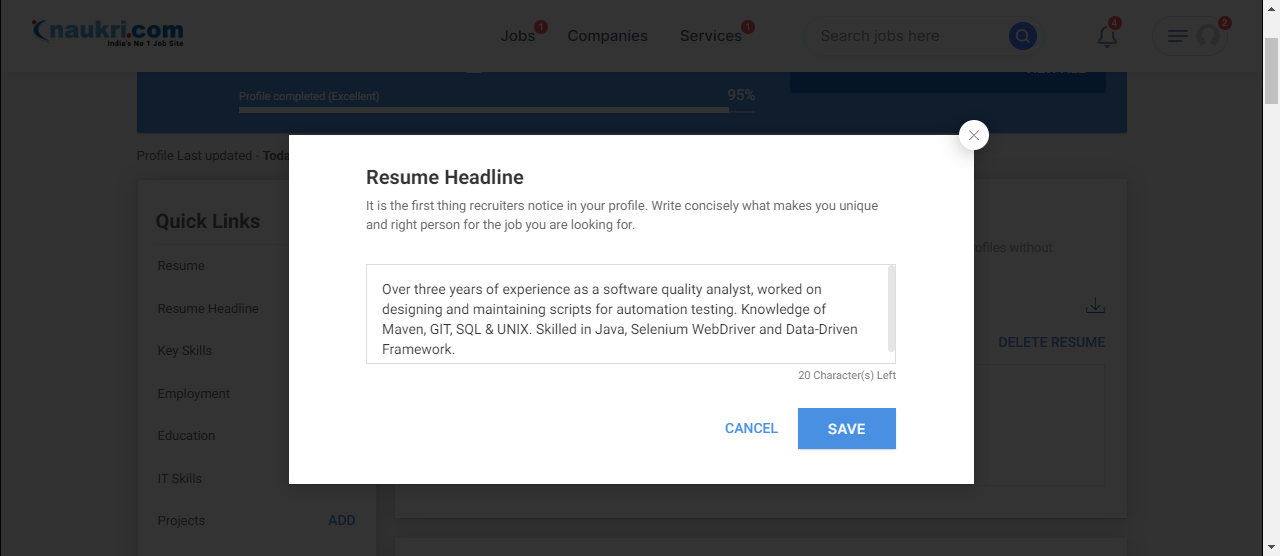 naukri.com
India's No 1 Job Site
Jobs 1
Companies
Services 1
Search jobs here
4
2
Profile completed (Excellent)
95%
Profile Last updated - Toda
Resume Headline
It is the first thing recruiters notice in your profile. Write concisely what makes you unique
and right person for the job you are looking for.
Over three years of experience as a software quality analyst, worked on
designing and maintaining scripts for automation testing. Knowledge of
Maven, GIT, SQL & UNIX. Skilled in Java, Selenium WebDriver and Data-Driven
Framework.
20 Character(s) Left
CANCEL
SAVE
Quick Links
Resume
Resume Headline
Key Skills
Employment
Education
IT Skills
Projects
ADD
ofiles without
DELETE RESUME